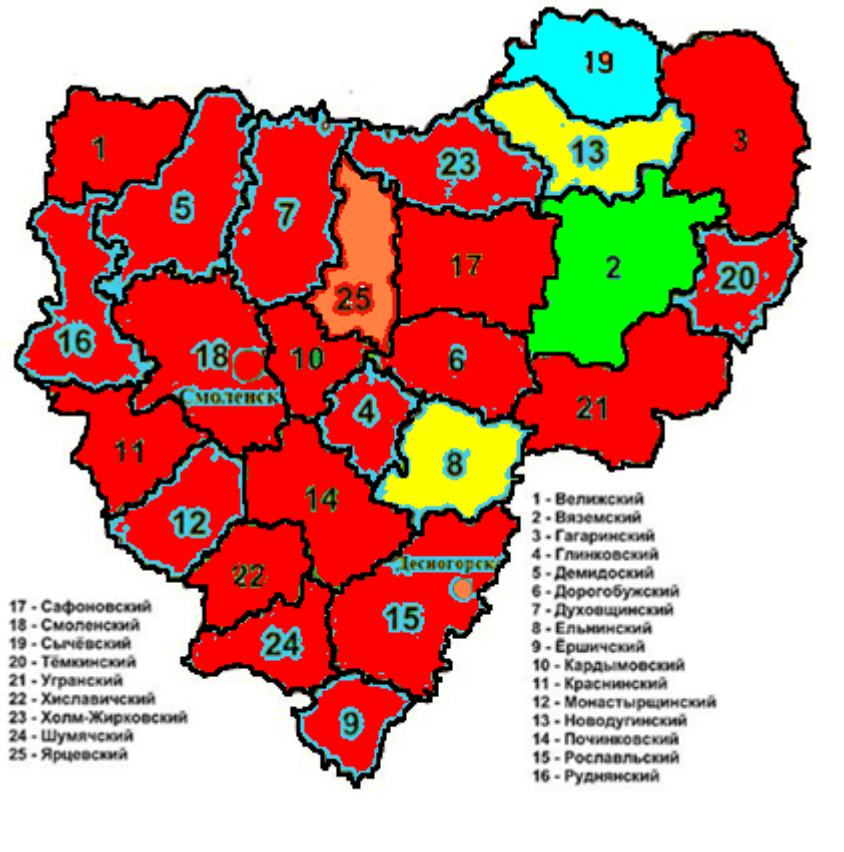 19
1
3
23
13
5
7
17
2
20
25
16
18
10
6
Смоленск
4
21
11
8
12
14
Десногорск
22
15
24
9
1 - Велижский
2 - Вяземский
3 - Гагаринский
4 - Глинковский
5 - Демидоский
6 - Дорогобужский
7 - Духовщинский
8 - Ельнинский
9 - Ёршичский
10 - Кардымовский
11 - Краснинский
12 - Монастырщинский
13 - Новодугинский
14 - Починковский
15 - Рославльский
16 - Руднянский
17 - Сафоновский
18 - Смоленский
19 - Сычёвский
20 - Тёмкинский
21 - Угранский
22 - Хиславичский
23 - Холм-Жирковский
24 - Шумячский
25 - Ярцевский